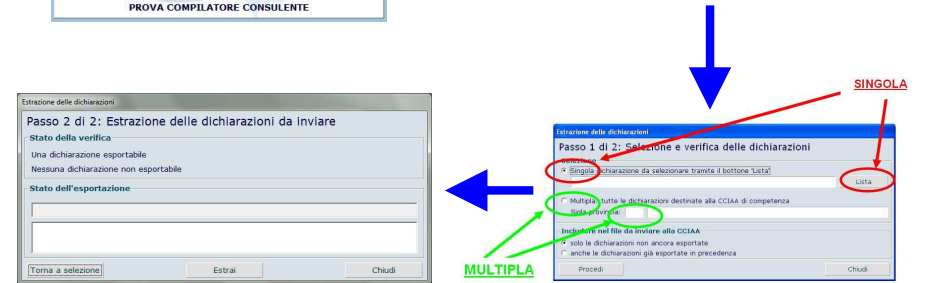 PROVA COMPILATORE CONSULENTE
SINGOLA
Estrazione delle dichiarazioni
Passo 2 di 2: Estrazione delle dichiarazioni da inviare
Stato della verifica
Una dichiarazione esportabile
Nessuna dichiarazione non esportabile
Stato dell'esportazione
Torna a selezione
Estrai
Chiudi
Estrazione delle dichiarazioni
Passo 1 di 2: Selezione e verifica delle dichiarazioni
Selezione
Singola dichiarazione da selezionare tramite il bottone 'Lista'
Lista
Multipla: tutte le dichiarazioni destinate alla CCIAA di competenza
Sigla provincia:
Includere nel file da inviare alla CCIAA
solo le dichiarazioni non ancora esportate
anche le dichiarazioni già esportate in precedenza
Procedi
Chiudi
MULTIPLA